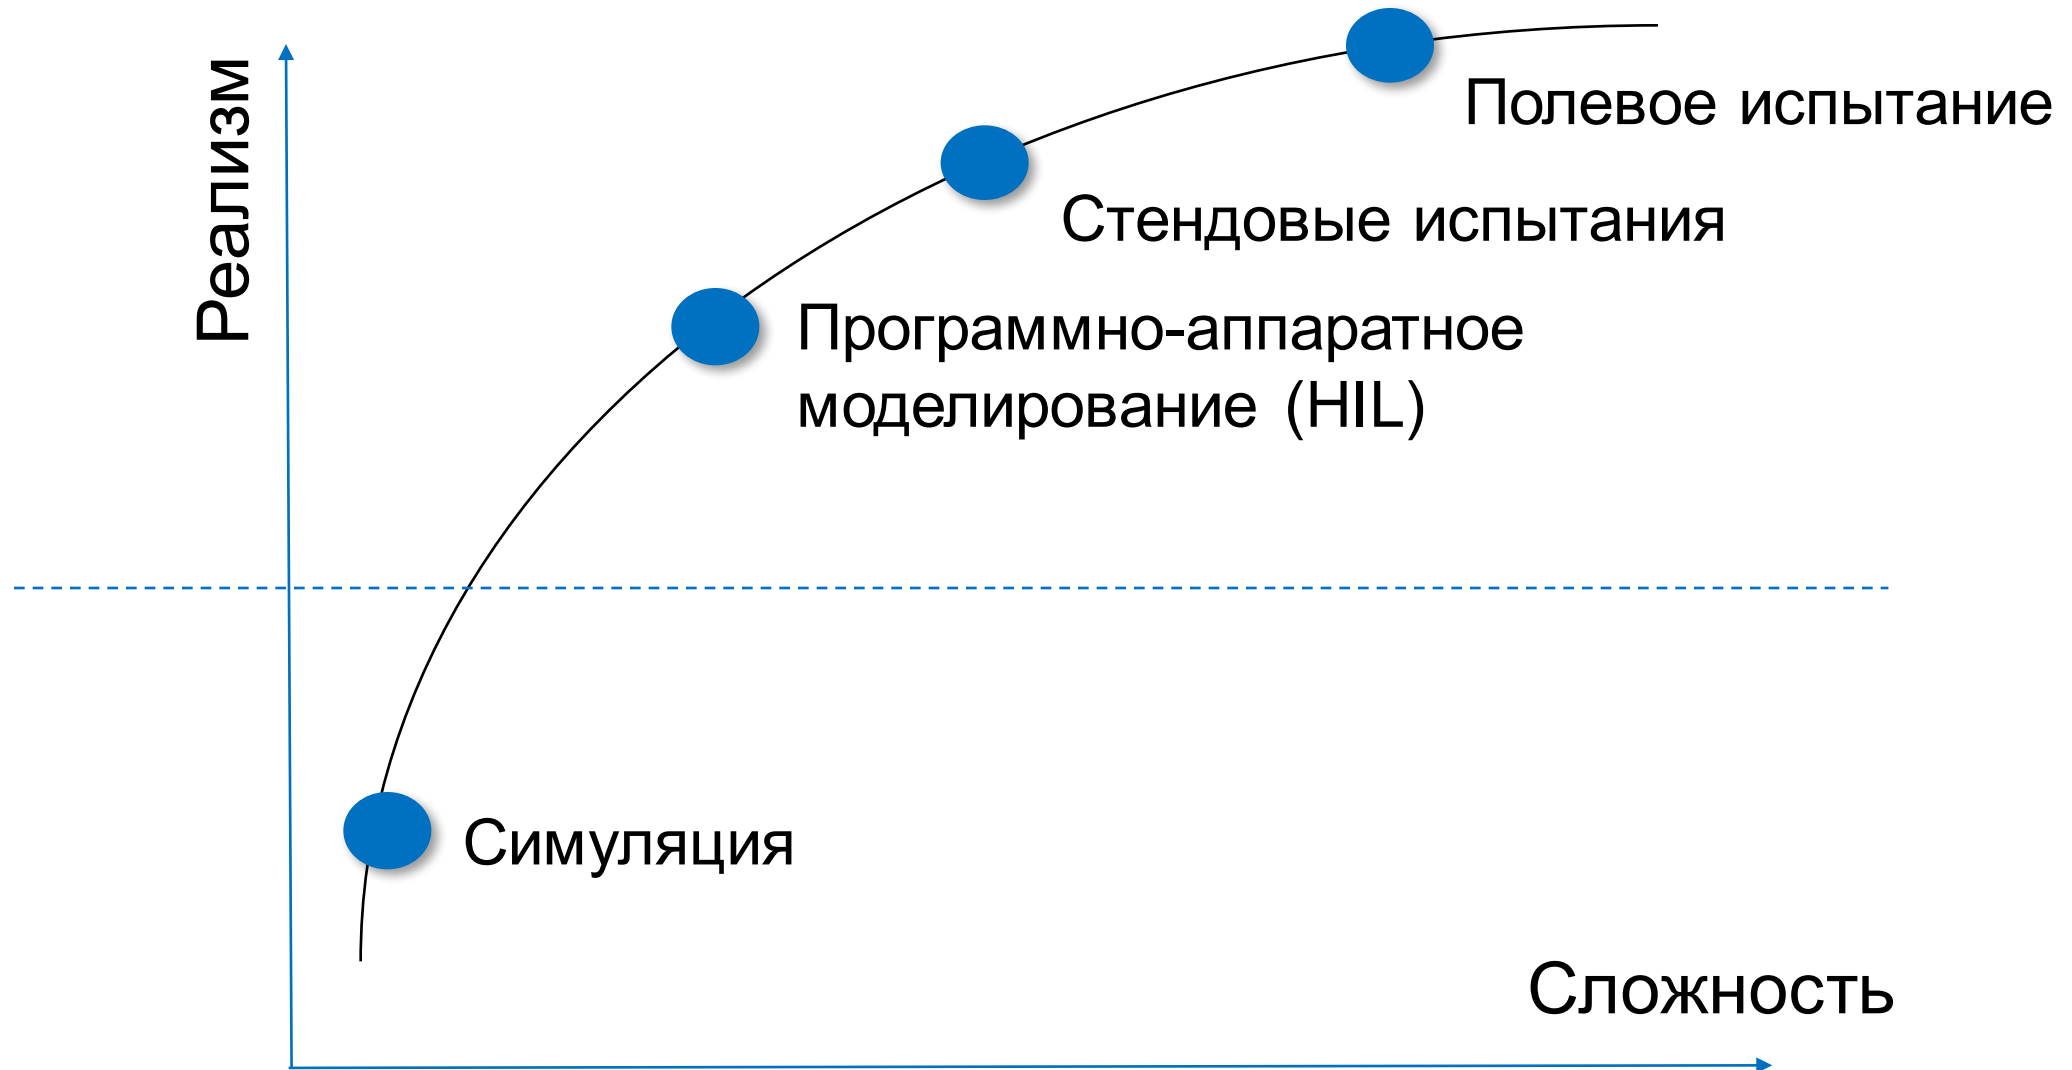 Реализм
Полевое испытание
Стендовые испытания
Программно-аппаратное
моделирование (HIL)
Симуляция
Сложность